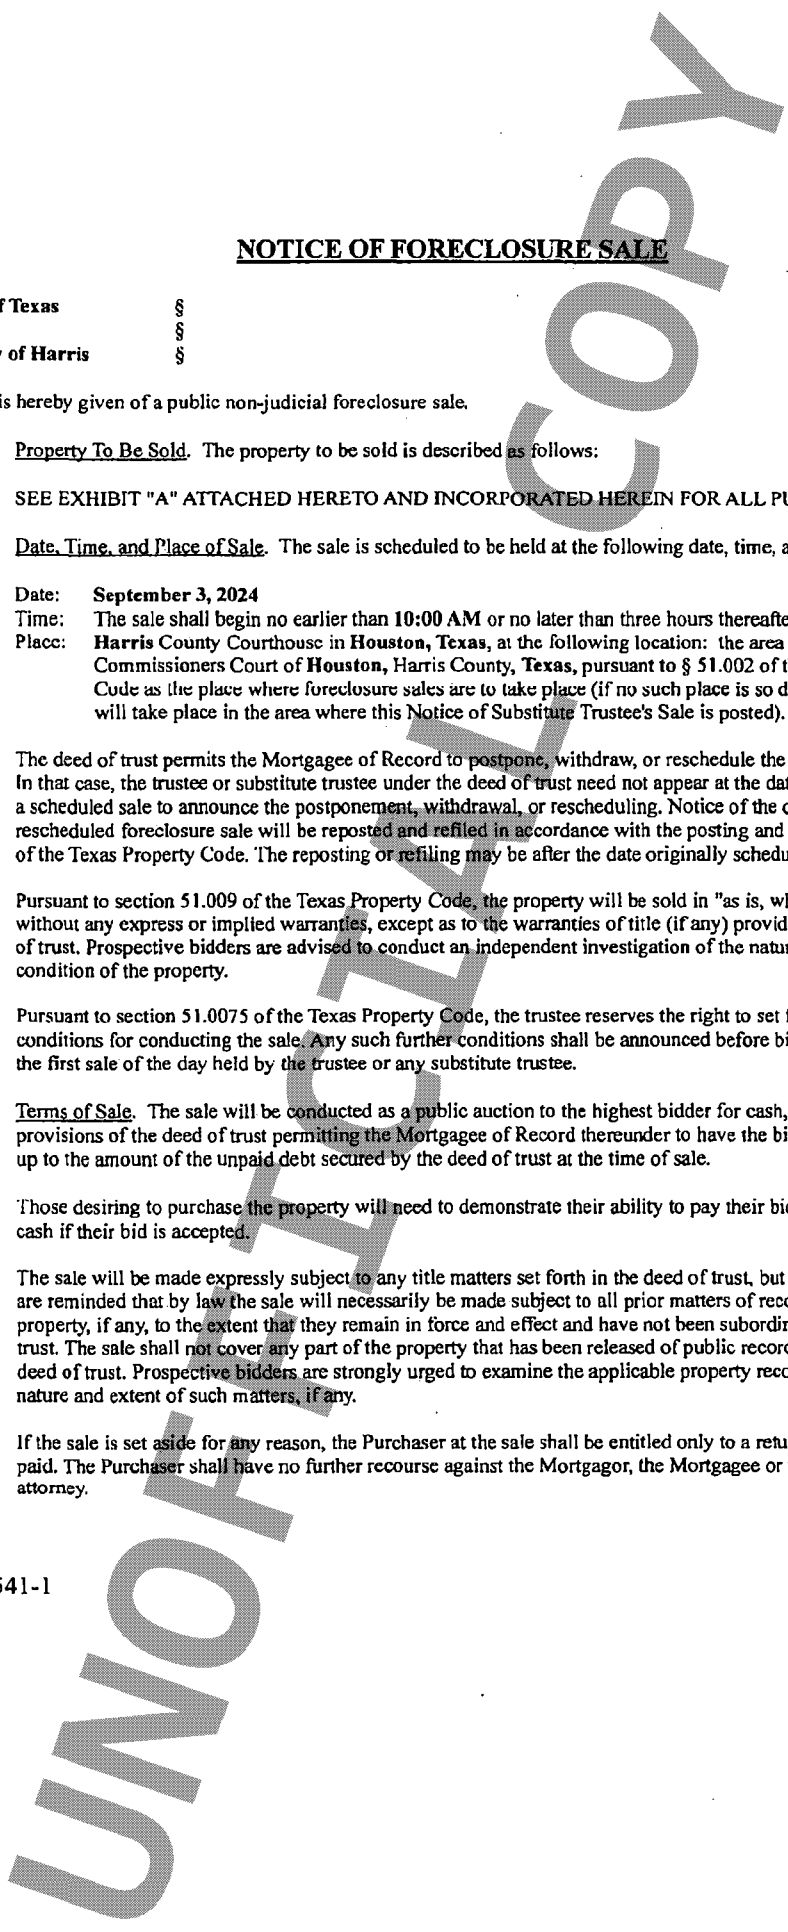 NOTICE OF FORECLOSURE SALE
f Texas §
§
of Harris §
is hereby given of a public non-judicial foreclosure sale.
Property To Be Sold. The property to be sold is described as follows:
SEE EXHIBIT "A" ATTACHED HERETO AND INCORPORATED HEREIN FOR ALL PU
Date, Time, and Place of Sale. The sale is scheduled to be held at the following date, time, a
Date: September 3, 2024
Time: The sale shall begin no earlier than 10:00 AM or no later than three hours thereafte
Place: Harris County Courthouse in Houston, Texas, at the following location: the area
Commissioners Court of Houston, Harris County, Texas, pursuant to § 51.002 of t
Code as the place where foreclosure sales are to take place (if no such place is so d
will take place in the area where this Notice of Substitute Trustee's Sale is posted).
The deed of trust permits the Mortgagee of Record to postpone, withdraw, or reschedule the
In that case, the trustee or substitute trustee under the deed of trust need not appear at the dat
a scheduled sale to announce the postponement, withdrawal, or rescheduling. Notice of the d
rescheduled foreclosure sale will be reposted and refiled in accordance with the posting and
of the Texas Property Code. The reposting or refiling may be after the date originally schedu
Pursuant to section 51.009 of the Texas Property Code, the property will be sold in "as is, wh
without any express or implied warranties, except as to the warranties of title (if any) provid
of trust. Prospective bidders are advised to conduct an independent investigation of the natur
condition of the property.
Pursuant to section 51.0075 of the Texas Property Code, the trustee reserves the right to set f
conditions for conducting the sale. Any such further conditions shall be announced before bi
the first sale of the day held by the trustee or any substitute trustee.
Terms of Sale. The sale will be conducted as a public auction to the highest bidder for cash,
provisions of the deed of trust permitting the Mortgagee of Record thereunder to have the bi
up to the amount of the unpaid debt secured by the deed of trust at the time of sale.
Those desiring to purchase the property will need to demonstrate their ability to pay their bid
cash if their bid is accepted.
The sale will be made expressly subject to any title matters set forth in the deed of trust, but
are reminded that by law the sale will necessarily be made subject to all prior matters of reco
property, if any, to the extent that they remain in force and effect and have not been subordin
trust. The sale shall not cover any part of the property that has been released of public record
deed of trust. Prospective bidders are strongly urged to examine the applicable property reco
nature and extent of such matters, if any.
If the sale is set aside for any reason, the Purchaser at the sale shall be entitled only to a retu
paid. The Purchaser shall have no further recourse against the Mortgagor, the Mortgagee or
attorney.
541-1
UNOFFICIAL COPY